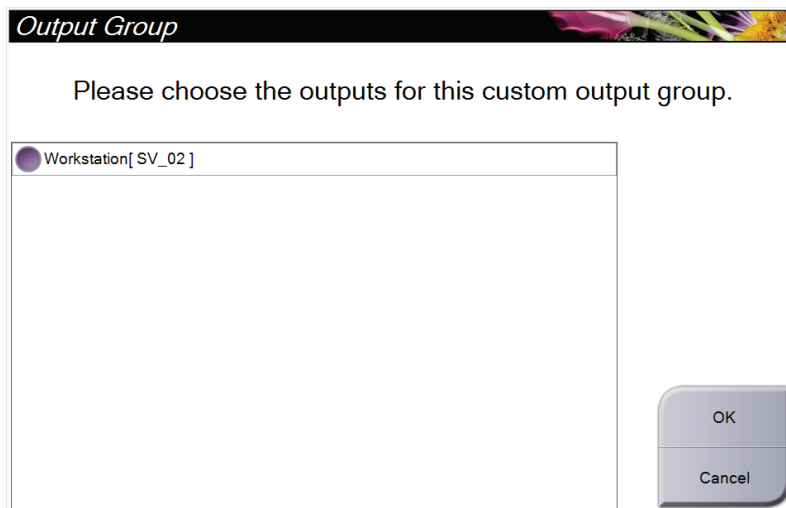 Output Group
Please choose the outputs for this custom output group.
Workstation[ SV_02 ]
OK
Cancel